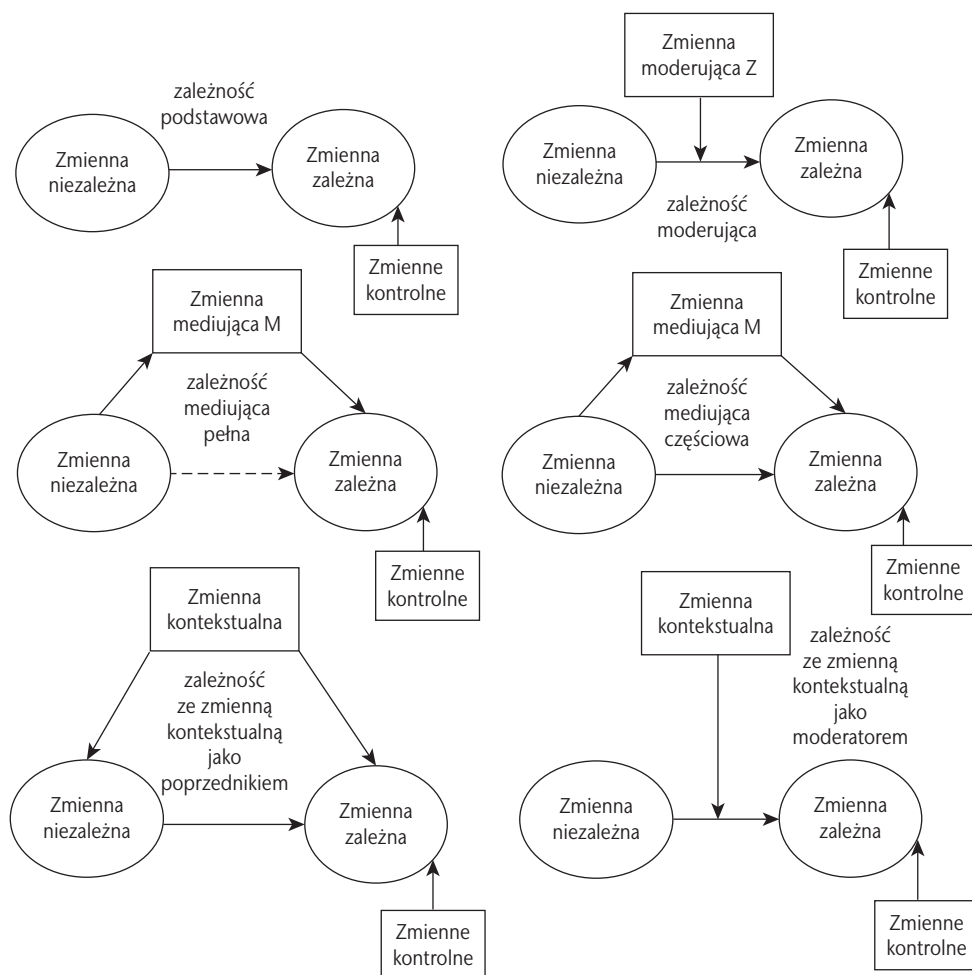 zależność
podstawowa
Zmienna
niezależna
Zmienna
zależna
Zmienne
kontrolne
Zmienna
moderująca Z
Zmienna
niezależna
Zmienna
zależna
zależność
moderująca
Zmienne
kontrolne
Zmienna
mediująca M
zależność
mediująca
pełna
Zmienna
niezależna
Zmienna
zależna
Zmienne
kontrolne
Zmienna
mediująca M
zależność
mediująca
częściowa
Zmienna
niezależna
Zmienna
zależna
Zmienne
kontrolne
Zmienna
kontekstualna
zależność
ze zmienną
kontekstualną
jako
poprzednikiem
Zmienna
niezależna
Zmienna
zależna
Zmienne
kontrolne
Zmienna
kontekstualna
zależność
ze zmienną
kontekstualną
jako
moderatorem
Zmienna
niezależna
Zmienna
zależna
Zmienne
kontrolne